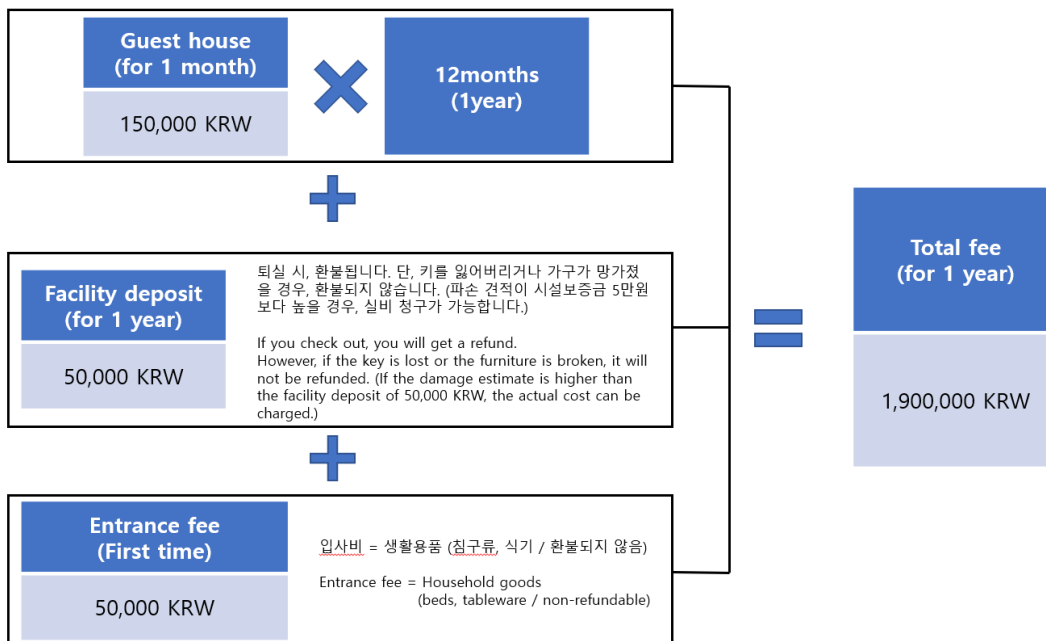 Guest house
(for 1 month)
150,000 KRW
12months
(1year)
Facility deposit
(for 1 year)
50,000 KRW
퇴실 시, 환불됩니다. 단, 키를 잃어버리거나 가구가 망가졌
을 경우, 환불되지 않습니다. (파손 견적이 시설보증금 5만원
보다 높을 경우, 실비 청구가 가능합니다.)
If you check out, you will get a refund.
However, if the key is lost or the furniture is broken, it will
not be refunded. (If the damage estimate is higher than
the facility deposit of 50,000 KRW, the actual cost can be
charged.)
Entrance fee
(First time)
50,000 KRW
입사비 = 생활용품 (침구류, 식기 / 환불되지 않음)
Entrance fee = Household goods
(beds, tableware / non-refundable)
Total fee
(for 1 year)
1,900,000 KRW